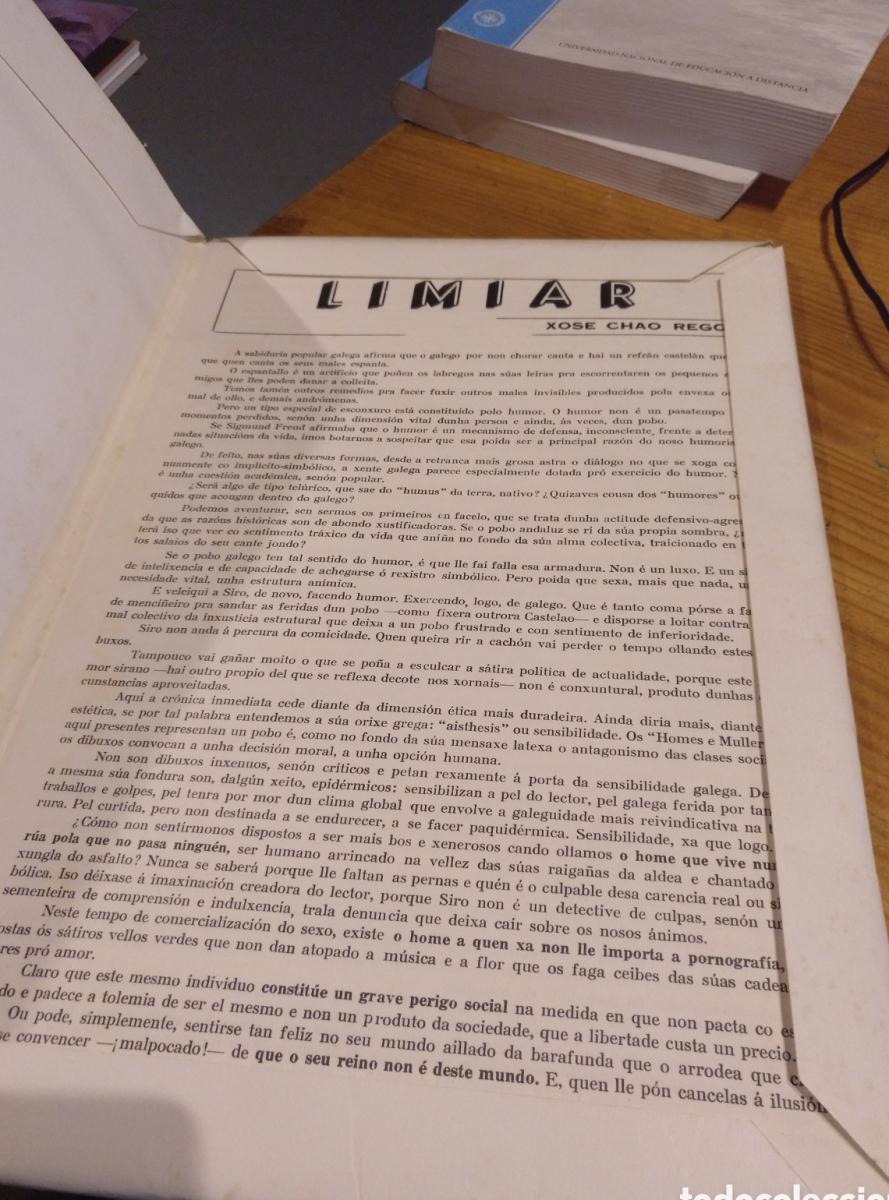 UNIVERSIDAD NACIONAL DE EDUCACIÓN A DISTANCIA
LIMIAR
XOSE CHAO REGO
A sabiduría popular galega afirma que o galego por non chorar canta e hai un refrán castelán que
que quen canta os seus males espanta.
O espantallo é un artificio que poñen os labregos nas súas leiras pra escorrentaren os pequenos
migos que lles poden danar a colleita.
Temos tamén outros remedios pra facer fuxir outros males invisibles producidos pola envexa o
mal de ollo, e demais andrómenas.
Pero un tipo especial de esconxuro está constituído polo humor. O humor non é un pasatempo
momentos perdidos, senón unha dimensión vital dunha persoa e ainda, ás veces, dun pobo.
Se Sigmund Freud afirmaba que o humor é un mecanismo de defensa, inconsciente, frente a deter
nadas situacións da vida, imos botarnos a sospeitar que esa poida ser a principal razón do noso humoris
galego.
De feito, nas súas diversas formas, desde a retranca mais grosa astra o diálogo no que se xoga co
nuamente co implícito-simbólico, a xente galega parece especialmente dotada pró exercicio do humor.
é unha cuestión académica, senón popular.
¿Será algo de tipo telúrico, que sae do "humus" da terra, nativo? ¿Quizaves cousa dos "humores" ou
quidos que acougan dentro do galego?
Podemos aventurar, sen sermos os primeiros en facelo, que se trata dunha actitude defensivo-agres
da que as razóns históricas son de abondo xustificadoras. Se o pobo andaluz se ri da súa propia sombra, ¿
terá iso que ver co sentimento tráxico da vida que aniña no fondo da súa alma colectiva, traicionado en
tos salaios do seu cante jondo?
Se o pobo galego ten tal sentido do humor, é que lle fai falla esa armadura. Non é un luxo. E un si
de intelixencia e de capacidade de achegarse ó rexistro simbólico. Pero poida que sexa, mais que nada, u
necesidade vital, unha estrutura anímica.
E veleiqui a Siro, de novo, facendo humor. Exercendo, logo, de galego. Que é tanto coma pórse a fa
de menciñeiro pra sandar as feridas dun pobo —como fixera outrora Castelao— e disporse a loitar contra
mal colectivo da inxusticia estructural que deixa a un pobo frustrado e con sentimento de inferioridade.
Siro non anda á percura da comicidade. Quen queira rir a cachón vai perder o tempo ollando estes
buxos.
Tampouco vai gañar moito o que se poña a esculcar a sátira política de actualidade, porque este
mor sirano —hai outro propio del que se reflexa decote nos xornais— non é conxuntural, produto dunhas
cunstancias aproveitadas.
Aquí a crónica inmediata cede diante da dimensión ética mais duradeira. Aínda diria mais, diante
estética, se por tal palabra entendemos a súa orixe grega: "aisthesis" ou sensibilidade. Os "Homes e Muller
aquí presentes representan un pobo é, como no fondo da súa mensaxe latexa o antagonismo das clases soci
os dibuxos convocan a unha decisión moral, a unha opción humana.
Non son dibuxos inxenuos, senón críticos e petan rexamente á porta da sensibilidade galega. De
a mesma súa fondura son, dalgún xeito, epidérmicos: sensibilizan a pel do lector, pel galega ferida por tan
traballos e golpes, pel tenra por mor dun clima global que envolve a galeguidade mais reivindicativa na t
rura. Pel curtida, pero non destinada a se endurecer, a se facer paquidérmica. Sensibilidade, xa que logo.
¿Cómo non sentírmonos dispostos a ser mais bos e xenerosos cando ollamos o home que vive nun
rúa pola que no pasa ninguén, ser humano arrincado na vellez das súas raigañas da aldea e chantado
xungla do asfalto? Nunca se saberá porque lle faltan as pernas e quén é o culpable desa carencia real ou si
bólica. Iso déixase á imaxinación creadora do lector, porque Siro non é un detective de culpas, senón un
sementeira de comprensión e indulxencia, trala denuncia que deixa cair sobre os nosos ánimos.
Neste tempo de comercialización do sexo, existe o home a quen xa non lle importa a pornografía,
ostas ós sátiros vellos verdes que non dan atopado a música e a flor que os faga ceibes das súas cadea
res pró amor.
Claro que este mesmo individuo constitúe un grave perigo social na medida en que non pacta co es
do e padece a tolemia de ser el mesmo e non un produto da sociedade, que a libertade custa un precio.
Ou pode, simplemente, sentirse tan feliz no seu mundo aillado da barafunda que o arrodea que c
se convencer —¡malpocado!— de que o seu reino non é deste mundo. E, quen lle pón cancelas á ilusión
todocoleccion